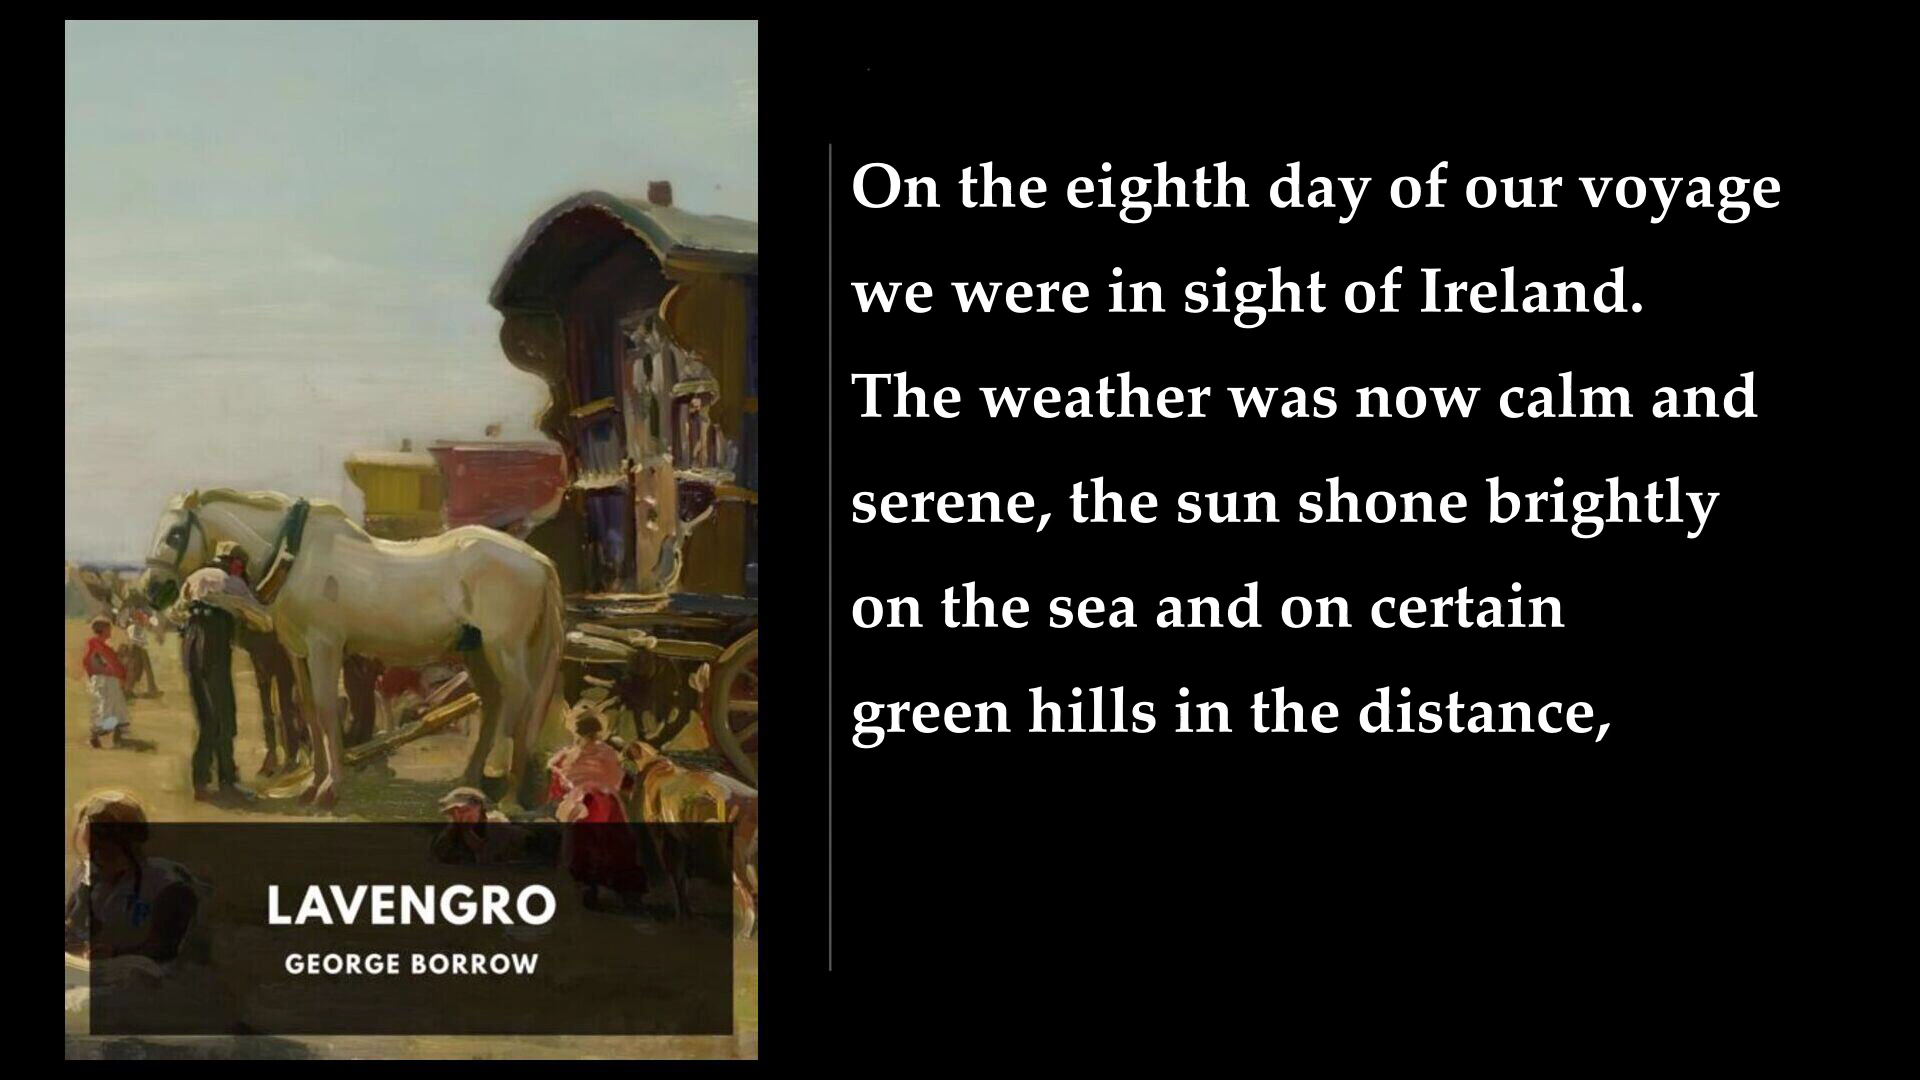 On the eighth day of our voyage
we were in sight of Ireland.
The weather was now calm and
serene, the sun shone brightly
on the sea and on certain
green hills in the distance,
LAVENGRO
GEORGE BORROW